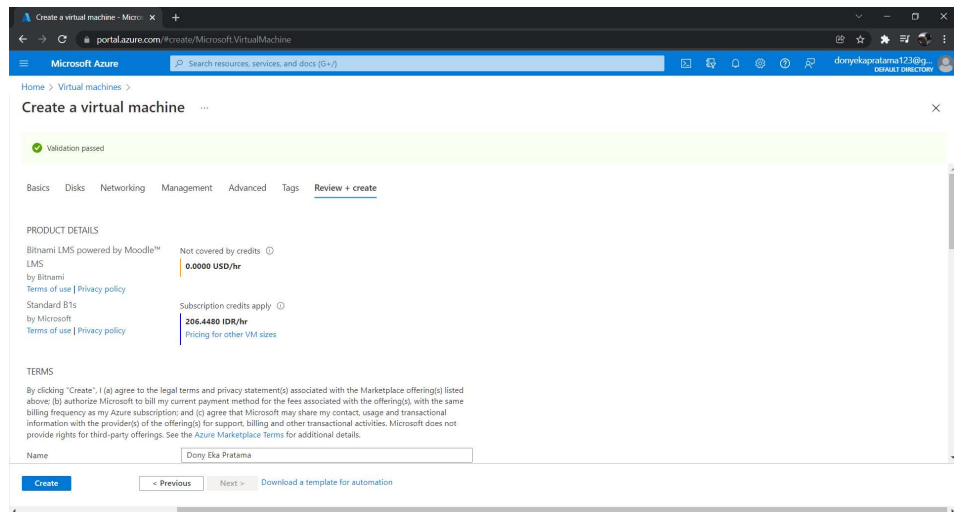 Create a virtual machine - Micros
portal.azure.com/#create/Microsoft.VirtualMachine
Microsoft Azure
Search resources, services, and docs (G+/)
donyekapratama123@g...
DEFAULT DIRECTORY
Home > Virtual machines >
Create a virtual machine ...
Validation passed
Basics Disks Networking Management Advanced Tags Review + create
PRODUCT DETAILS
Bitnami LMS powered by Moodle™
LMS
by Bitnami
Terms of use | Privacy policy
Not covered by credits
0.0000 USD/hr
Standard B1s
by Microsoft
Terms of use | Privacy policy
Subscription credits apply
206.4480 IDR/hr
Pricing for other VM sizes
TERMS
By clicking "Create", I (a) agree to the legal terms and privacy statement(s) associated with the Marketplace offering(s) listed
above; (b) authorize Microsoft to bill my current payment method for the fees associated with the offering(s), with the same
billing frequency as my Azure subscription; and (c) agree that Microsoft may share my contact, usage and transactional
information with the provider(s) of the offering(s) for support, billing and other transactional activities. Microsoft does not
provide rights for third-party offerings. See the Azure Marketplace Terms for additional details.
Name Dony Eka Pratama
Create < Previous Next > Download a template for automation